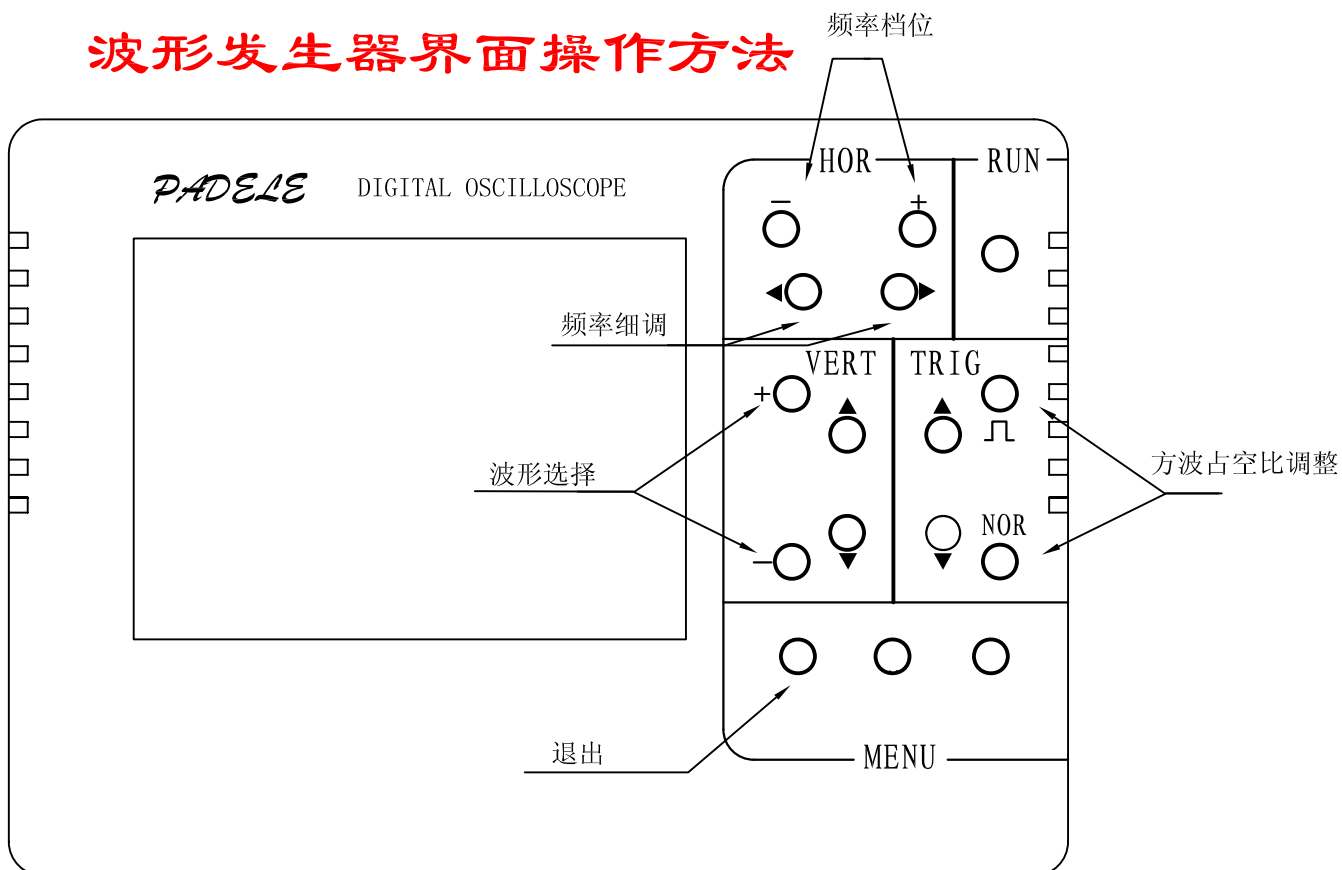 频率档位
波形发生器界面操作方法
HOR
RUN
PADELE
DIGITAL OSCILLOSCOPE
－
+
频率细调
VERT
TRIG
+
波形选择
方波占空比调整
NOR
－
退出
MENU